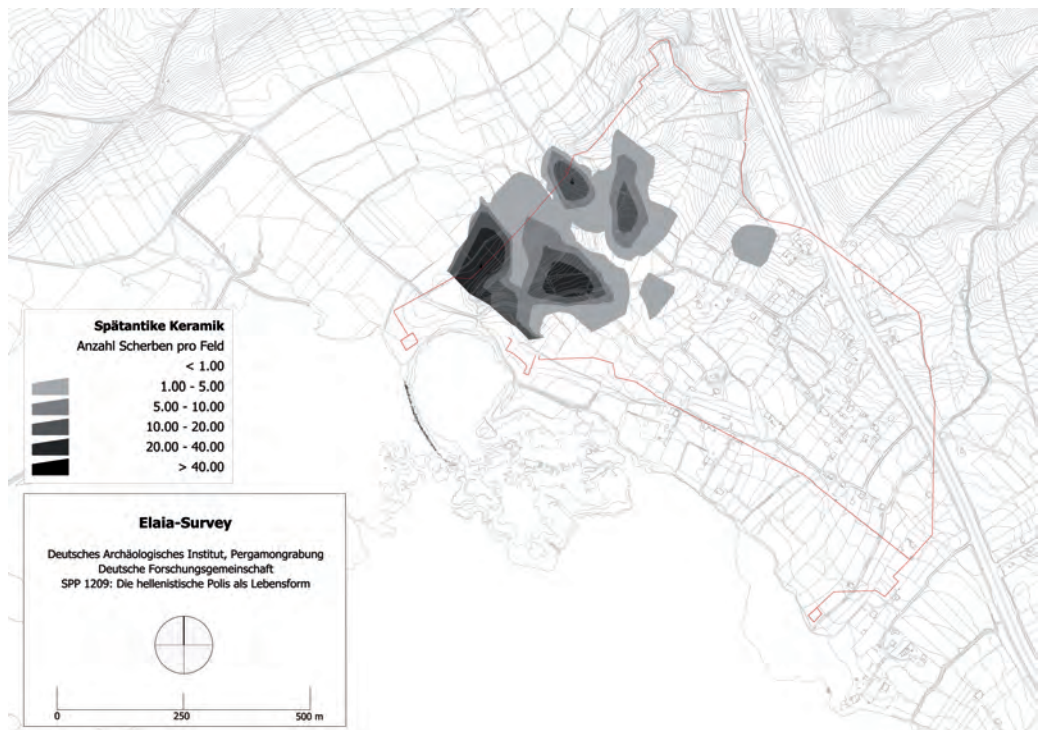 Spätantike Keramik
Anzahl Scherben pro Feld
< 1.00
1.00 - 5.00
5.00 - 10.00
10.00 - 20.00
20.00 - 40.00
> 40.00
Elaia-Survey
Deutsches Archäologisches Institut, Pergamongrabung
Deutsche Forschungsgemeinschaft
SPP 1209: Die hellenistische Polis als Lebensform
0 250 500 m